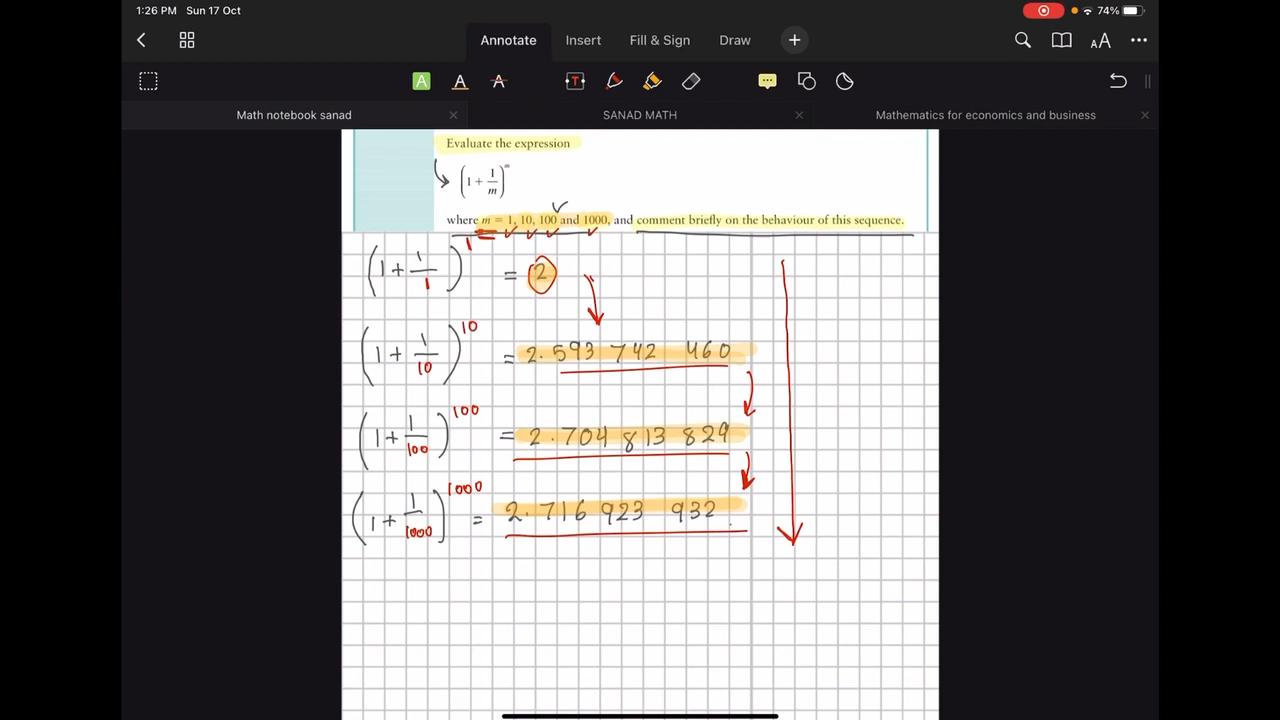 1:26 PM Sun 17 Oct 74%
Annotate Insert Fill & Sign Draw
Math notebook sanad SANAD MATH Mathematics for economics and business
Evaluate the expression
(1 + 1/m)^m
where m = 1, 10, 100 and 1000, and comment briefly on the behaviour of this sequence.
(1 + 1/1)^1 = 2
(1 + 1/10)^10 = 2.593 742 460
(1 + 1/100)^100 = 2.704 813 829
(1 + 1/1000)^1000 = 2.716 923 932